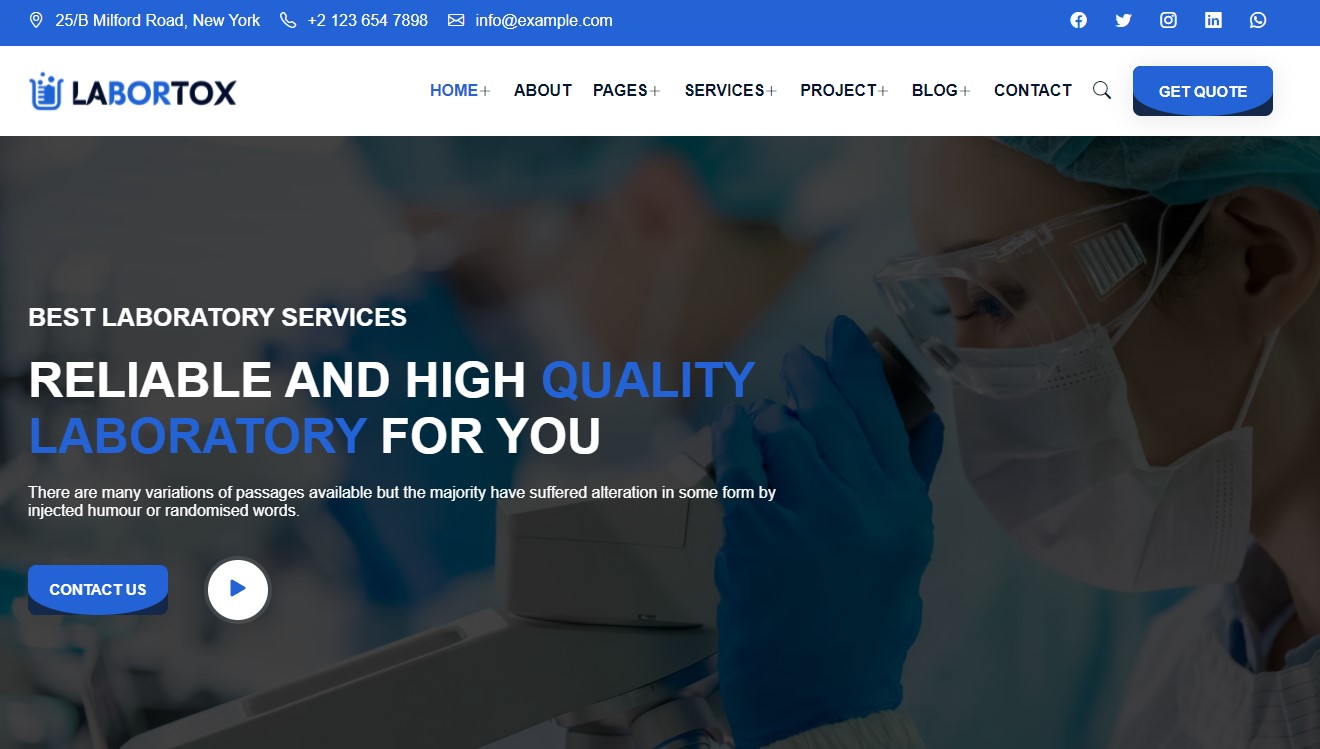 25/B Milford Road, New York +2 123 654 7898 info@example.com
LABORTOX HOME+ ABOUT PAGES+ SERVICES+ PROJECT+ BLOG+ CONTACT GET QUOTE
BEST LABORATORY SERVICES
RELIABLE AND HIGH QUALITY
LABORATORY FOR YOU
There are many variations of passages available but the majority have suffered alteration in some form by
injected humour or randomised words.
CONTACT US